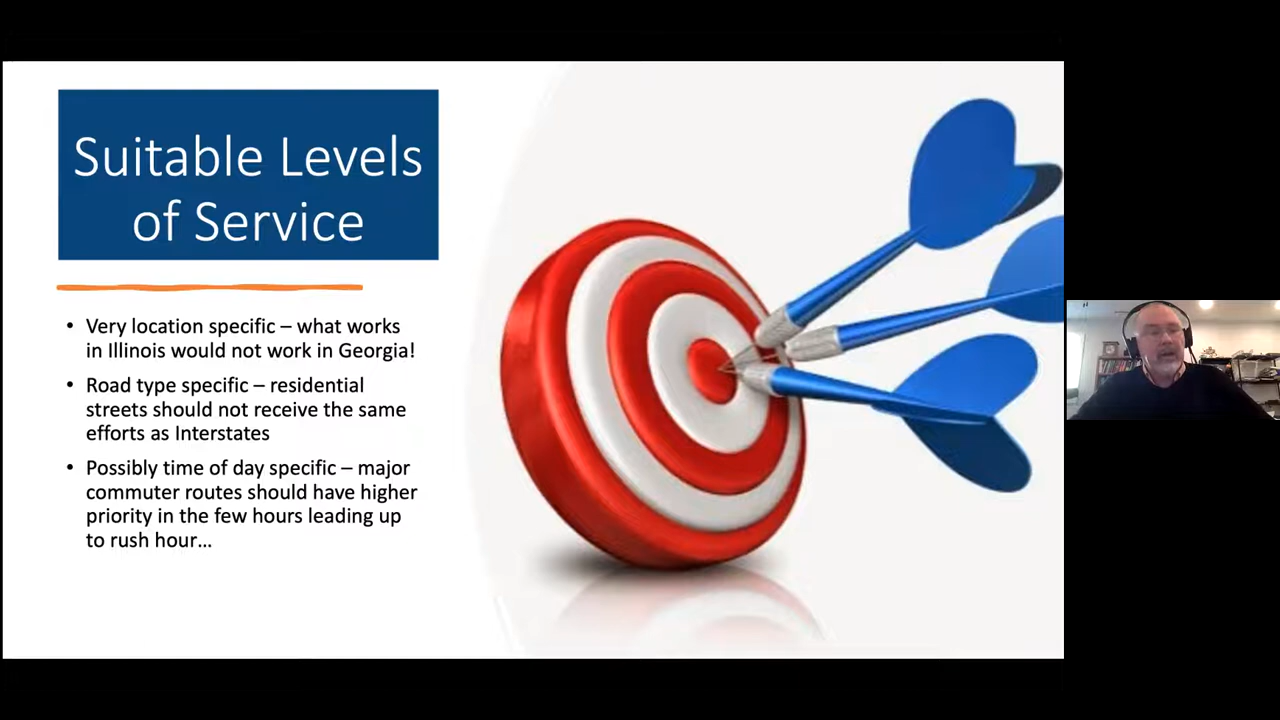 Suitable Levels
of Service
• Very location specific – what works
in Illinois would not work in Georgia!
• Road type specific – residential
streets should not receive the same
efforts as Interstates
• Possibly time of day specific – major
commuter routes should have higher
priority in the few hours leading up
to rush hour...